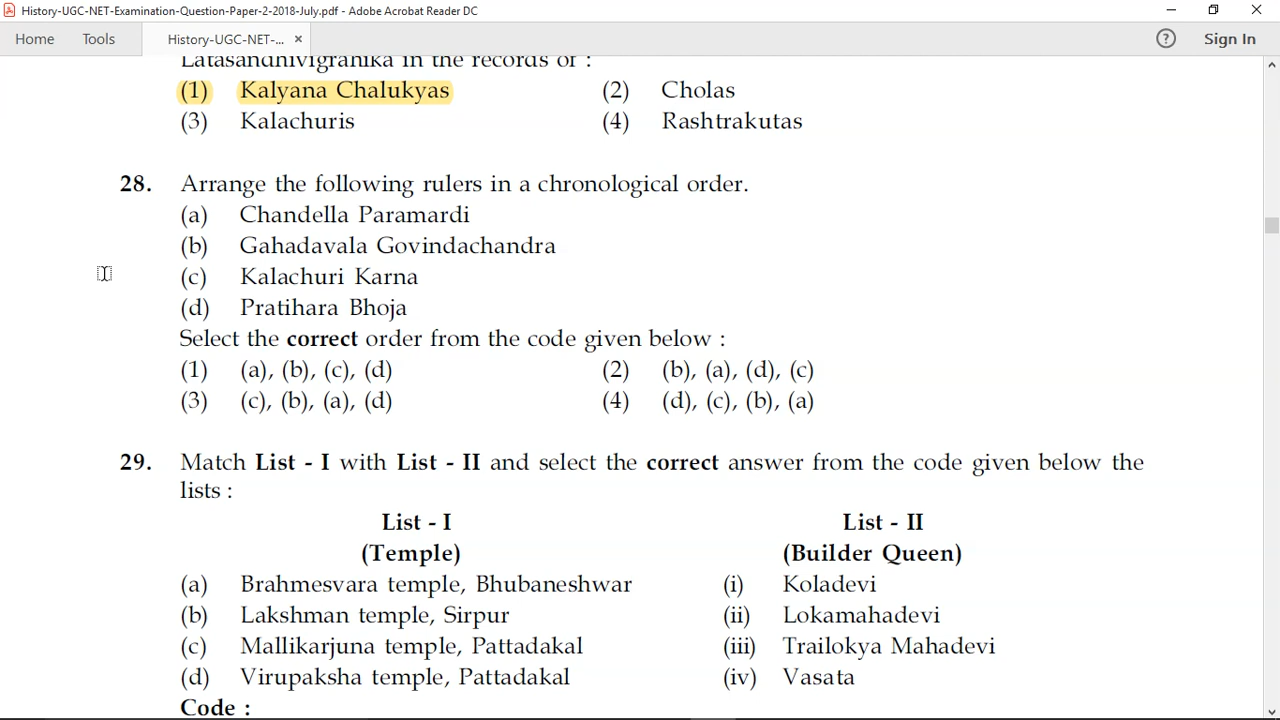 History-UGC-NET-Examination-Question-Paper-2-2018-July.pdf - Adobe Acrobat Reader DC
Home Tools History-UGC-NET-... × ? Sign In
Latasandhivigranika in the records of :
(1) Kalyana Chalukyas (2) Cholas
(3) Kalachuris (4) Rashtrakutas
28. Arrange the following rulers in a chronological order.
(a) Chandella Paramardi
(b) Gahadavala Govindachandra
(c) Kalachuri Karna
(d) Pratihara Bhoja
Select the correct order from the code given below :
(1) (a), (b), (c), (d) (2) (b), (a), (d), (c)
(3) (c), (b), (a), (d) (4) (d), (c), (b), (a)
29. Match List - I with List - II and select the correct answer from the code given below the
lists :
List - I List - II
(Temple) (Builder Queen)
(a) Brahmesvara temple, Bhubaneshwar (i) Koladevi
(b) Lakshman temple, Sirpur (ii) Lokamahadevi
(c) Mallikarjuna temple, Pattadakal (iii) Trailokya Mahadevi
(d) Virupaksha temple, Pattadakal (iv) Vasata
Code :